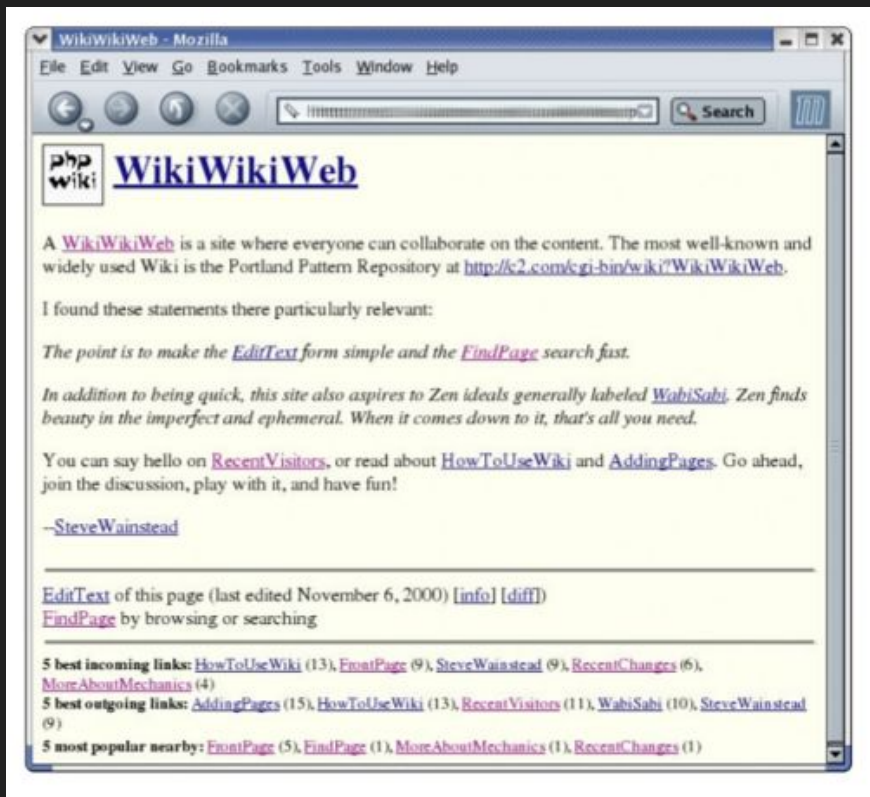 WikiWikiWeb - Mozilla
File Edit View Go Bookmarks Tools Window Help
Search
php
wiki
WikiWikiWeb
A WikiWikiWeb is a site where everyone can collaborate on the content. The most well-known and
widely used Wiki is the Portland Pattern Repository at http://c2.com/cgi-bin/wiki?WikiWikiWeb.
I found these statements there particularly relevant:
The point is to make the EditText form simple and the FindPage search fast.
In addition to being quick, this site also aspires to Zen ideals generally labeled WabiSabi. Zen finds
beauty in the imperfect and ephemeral. When it comes down to it, that's all you need.
You can say hello on RecentVisitors, or read about HowToUseWiki and AddingPages. Go ahead,
join the discussion, play with it, and have fun!
--SteveWainstead
EditText of this page (last edited November 6, 2000) [info] [diff])
FindPage by browsing or searching
5 best incoming links: HowToUseWiki (13), FrontPage (9), SteveWainstead (9), RecentChanges (6),
MoreAboutMechanics (4)
5 best outgoing links: AddingPages (15), HowToUseWiki (13), RecentVisitors (11), WabiSabi (10), SteveWainstead
(9)
5 most popular nearby: FrontPage (5), FindPage (1), MoreAboutMechanics (1), RecentChanges (1)